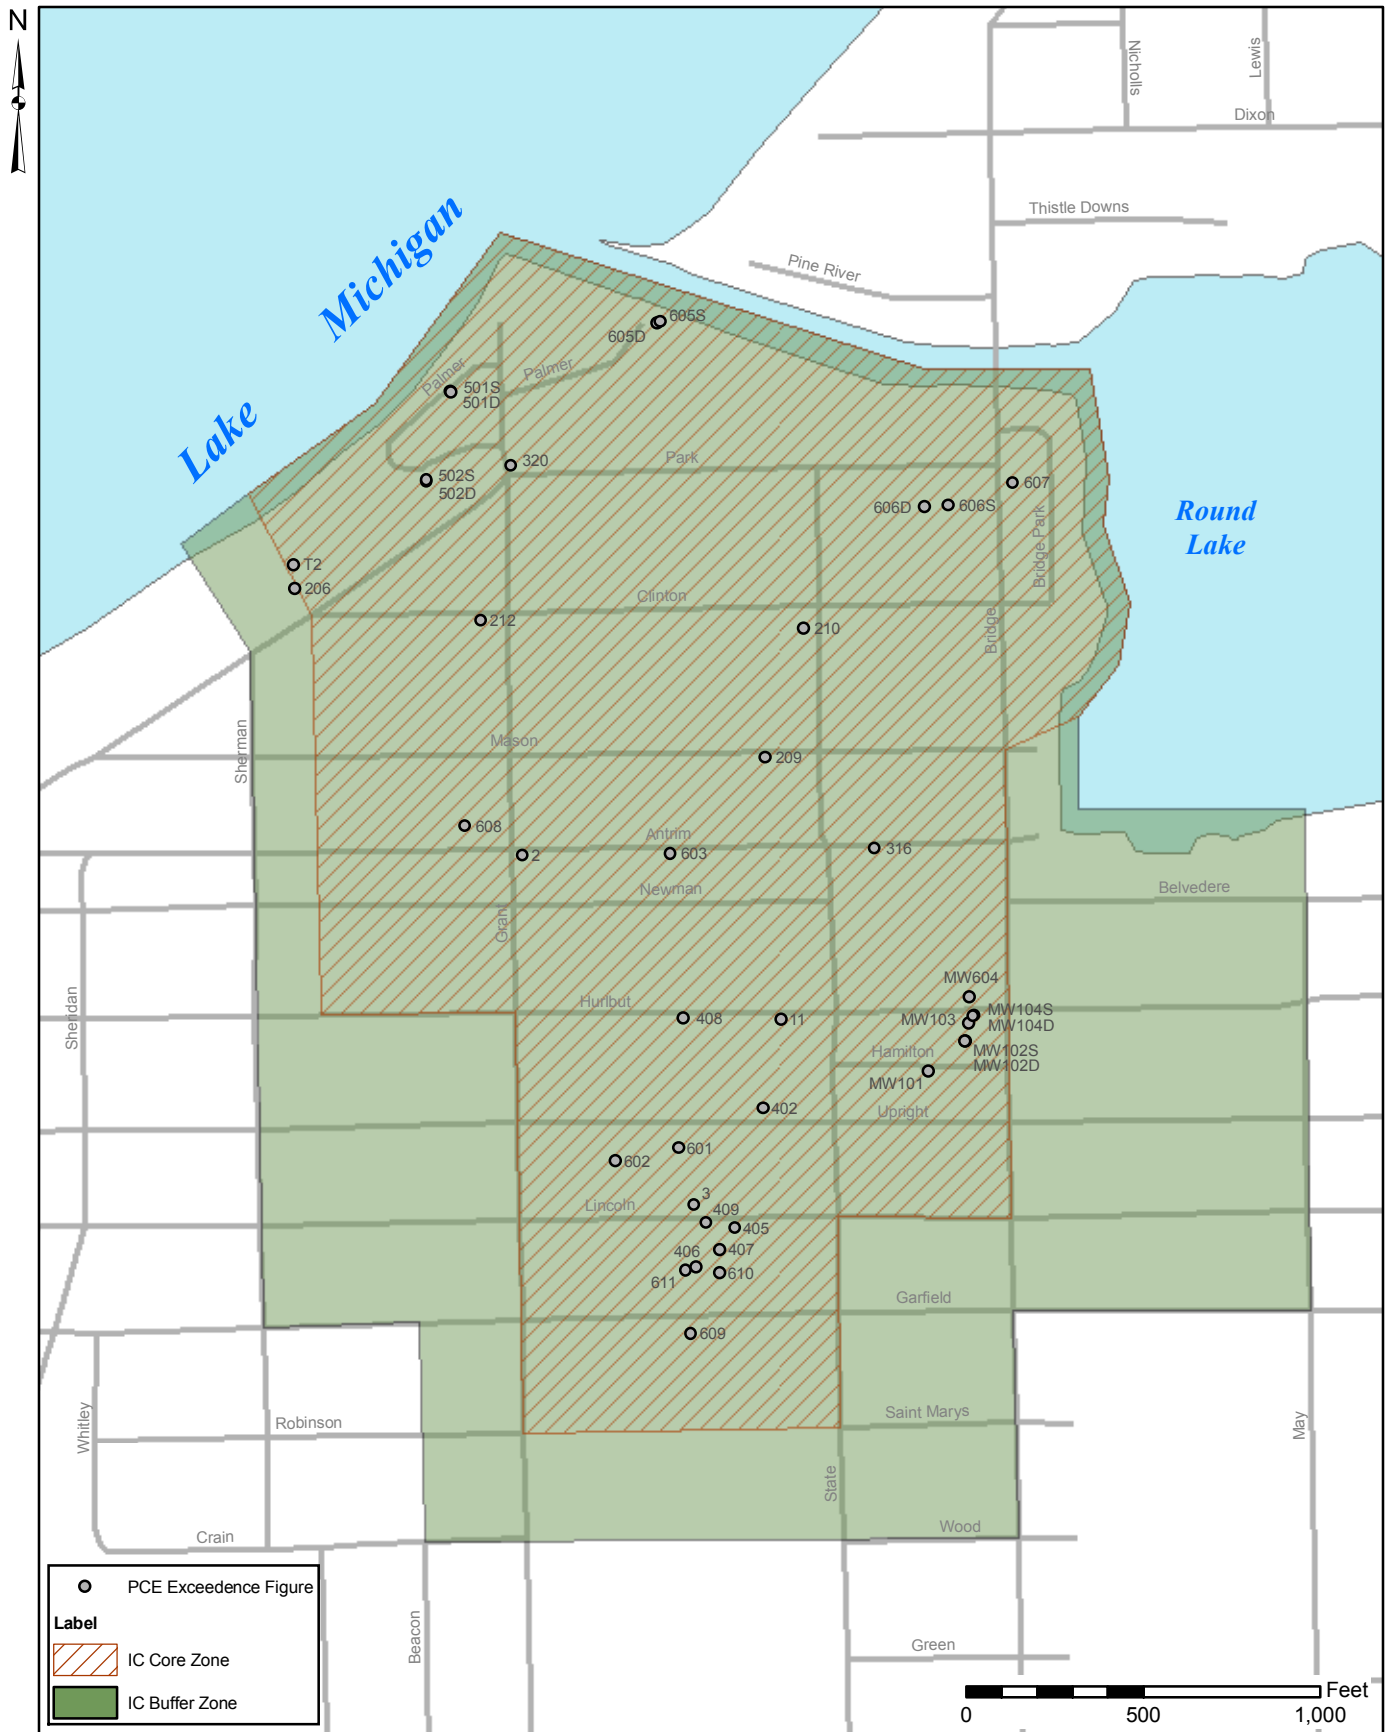 N
Nicholls
Lewis
Dixon
Thistle Downs
Pine River
Lake
Michigan
605S
605D
Palmer
Palmer
501S
501D
320
Park
502S
502D
607
606D
606S
Round
Lake
Bridge Park
T2
206
Clinton
212
210
Bridge
Sherman
Mason
209
608
Antrim
2
603
316
Newman
Belvedere
Grant
MW604
Sheridan
Hurlbut
408
11
MW103
MW104S
MW104D
Hamilton
MW102S
MW102D
MW101
402
Upright
601
602
3
Lincoln
409
405
406
407
611
610
Garfield
609
Whitley
Robinson
Saint Marys
May
State
Crain
Wood
Beacon
Green
PCE Exceedence Figure
Label
IC Core Zone
IC Buffer Zone
Feet
0 500 1,000